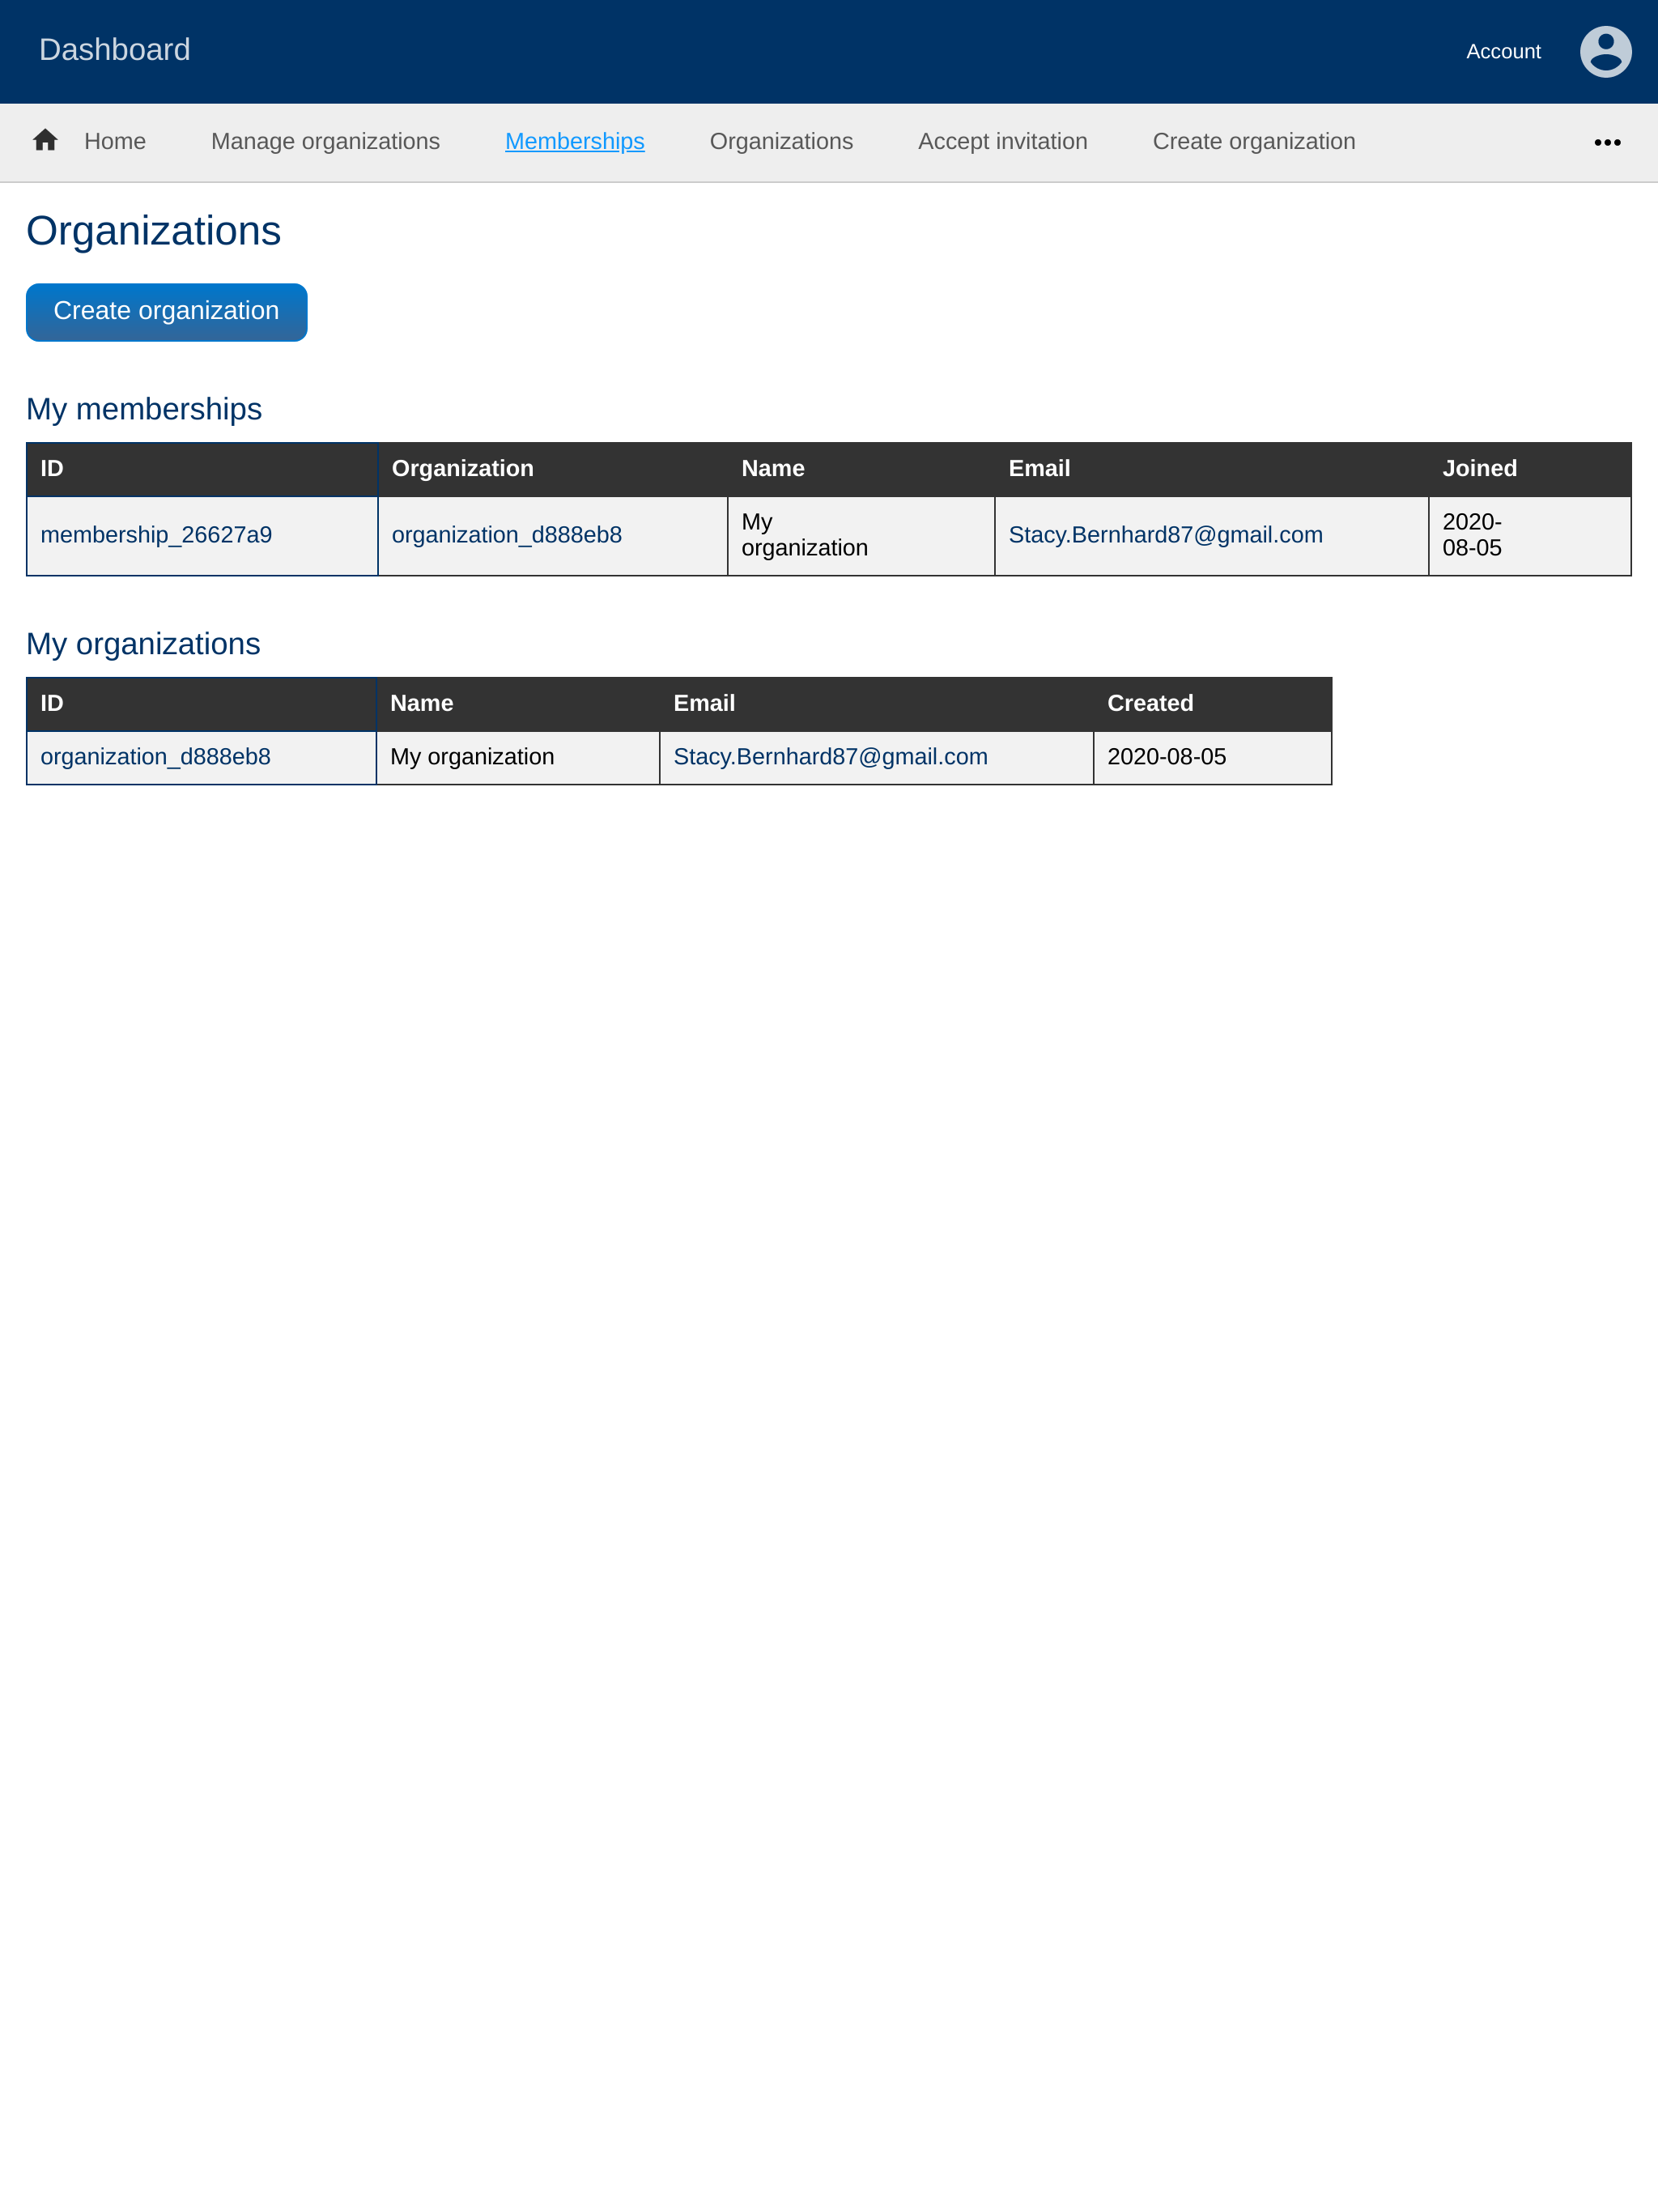 Dashboard
Account
Home Manage organizations Memberships Organizations Accept invitation Create organization
Organizations
Create organization
My memberships
ID Organization Name Email Joined
membership_26627a9 organization_d888eb8 My organization Stacy.Bernhard87@gmail.com 2020-08-05
My organizations
ID Name Email Created
organization_d888eb8 My organization Stacy.Bernhard87@gmail.com 2020-08-05